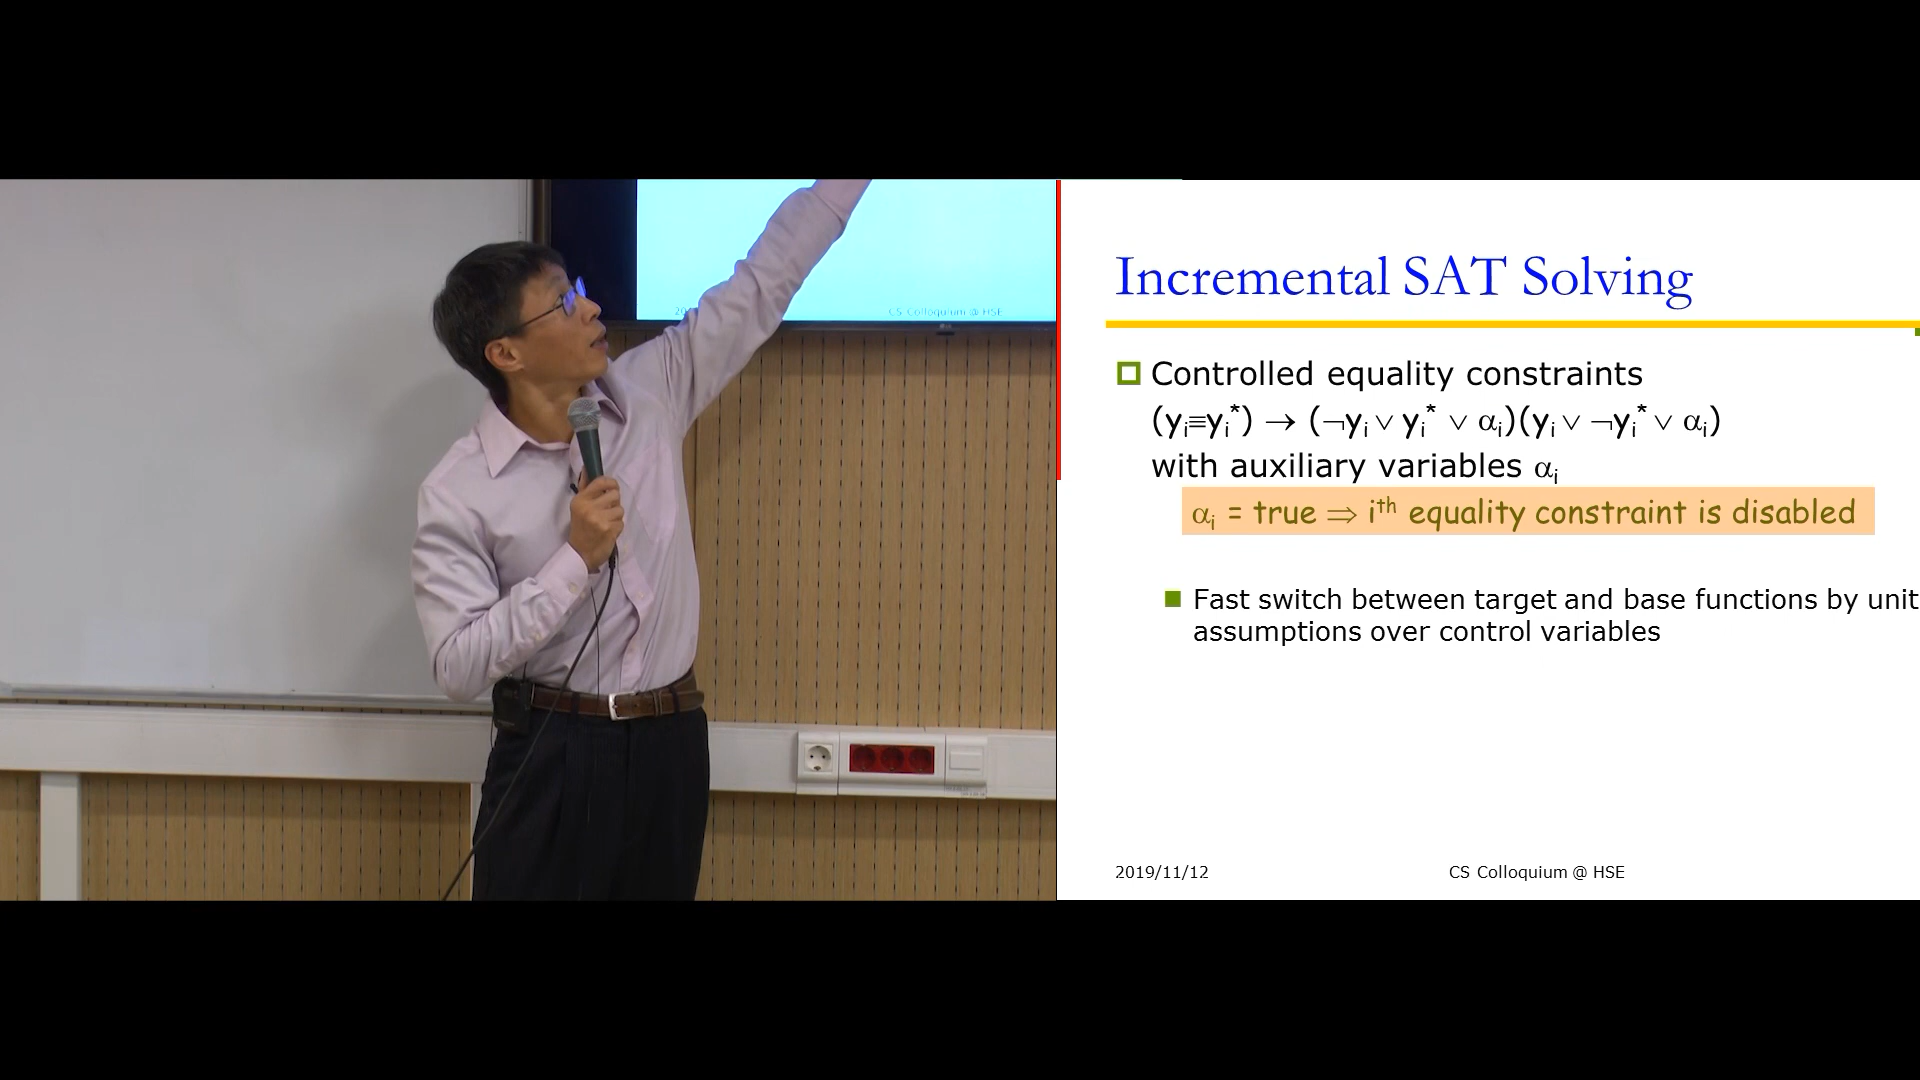 CS Colloquium @ HSE
Incremental SAT Solving
Controlled equality constraints
(yᵢ≡yᵢ*) → (¬yᵢ ∨ yᵢ* ∨ αᵢ)(yᵢ ∨ ¬yᵢ* ∨ αᵢ)
with auxiliary variables αᵢ
αᵢ = true ⇒ iᵗʰ equality constraint is disabled
Fast switch between target and base functions by unit
assumptions over control variables
2019/11/12
CS Colloquium @ HSE